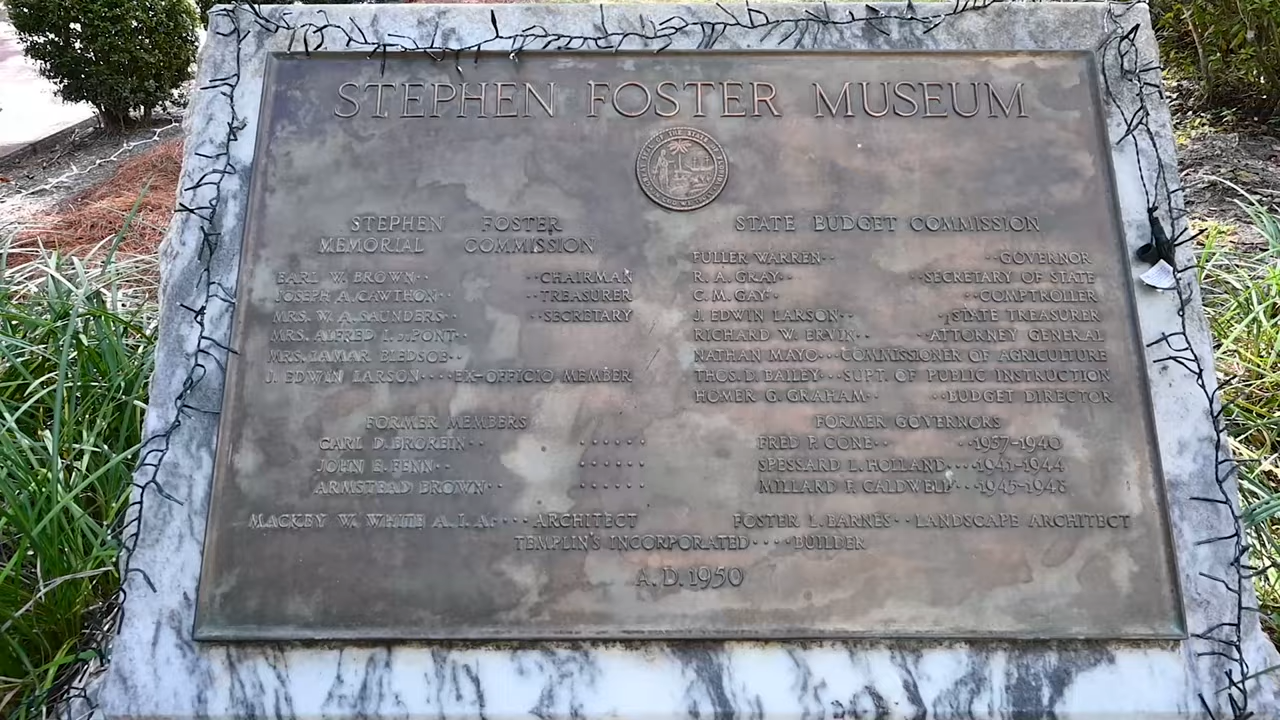 STEPHEN FOSTER MUSEUM
STEPHEN FOSTER
MEMORIAL COMMISSION
EARL W. BROWN·· ··CHAIRMAN
JOSEPH A. CAWTHON·· ··TREASURER
MRS. W. A. SAUNDERS·· ··SECRETARY
MRS. ALFRED I. DUPONT··
MRS. LAMAR BLEDSOE··
J. EDWIN LARSON····EX-OFFICIO MEMBER
FORMER MEMBERS
CARL D. BROREIN·· ······
JOHN E. FENN·· ······
ARMSTEAD BROWN·· ······
STATE BUDGET COMMISSION
FULLER WARREN·· ··GOVERNOR
R. A. GRAY·· ··SECRETARY OF STATE
C. M. GAY·· ··COMPTROLLER
J. EDWIN LARSON·· ··STATE TREASURER
RICHARD W. ERVIN·· ··ATTORNEY GENERAL
NATHAN MAYO···COMMISSIONER OF AGRICULTURE
THOS. D. BAILEY···SUPT. OF PUBLIC INSTRUCTION
HOMER G. GRAHAM·· ··BUDGET DIRECTOR
FORMER GOVERNORS
FRED P. CONE·· ··1937-1940
SPESSARD L. HOLLAND····1941-1944
MILLARD F. CALDWELL···1945-1948
MACKEY W. WHITE A. I. A.···ARCHITECT
FOSTER L. BARNES··LANDSCAPE ARCHITECT
TEMPLIN'S INCORPORATED····BUILDER
A. D. 1950